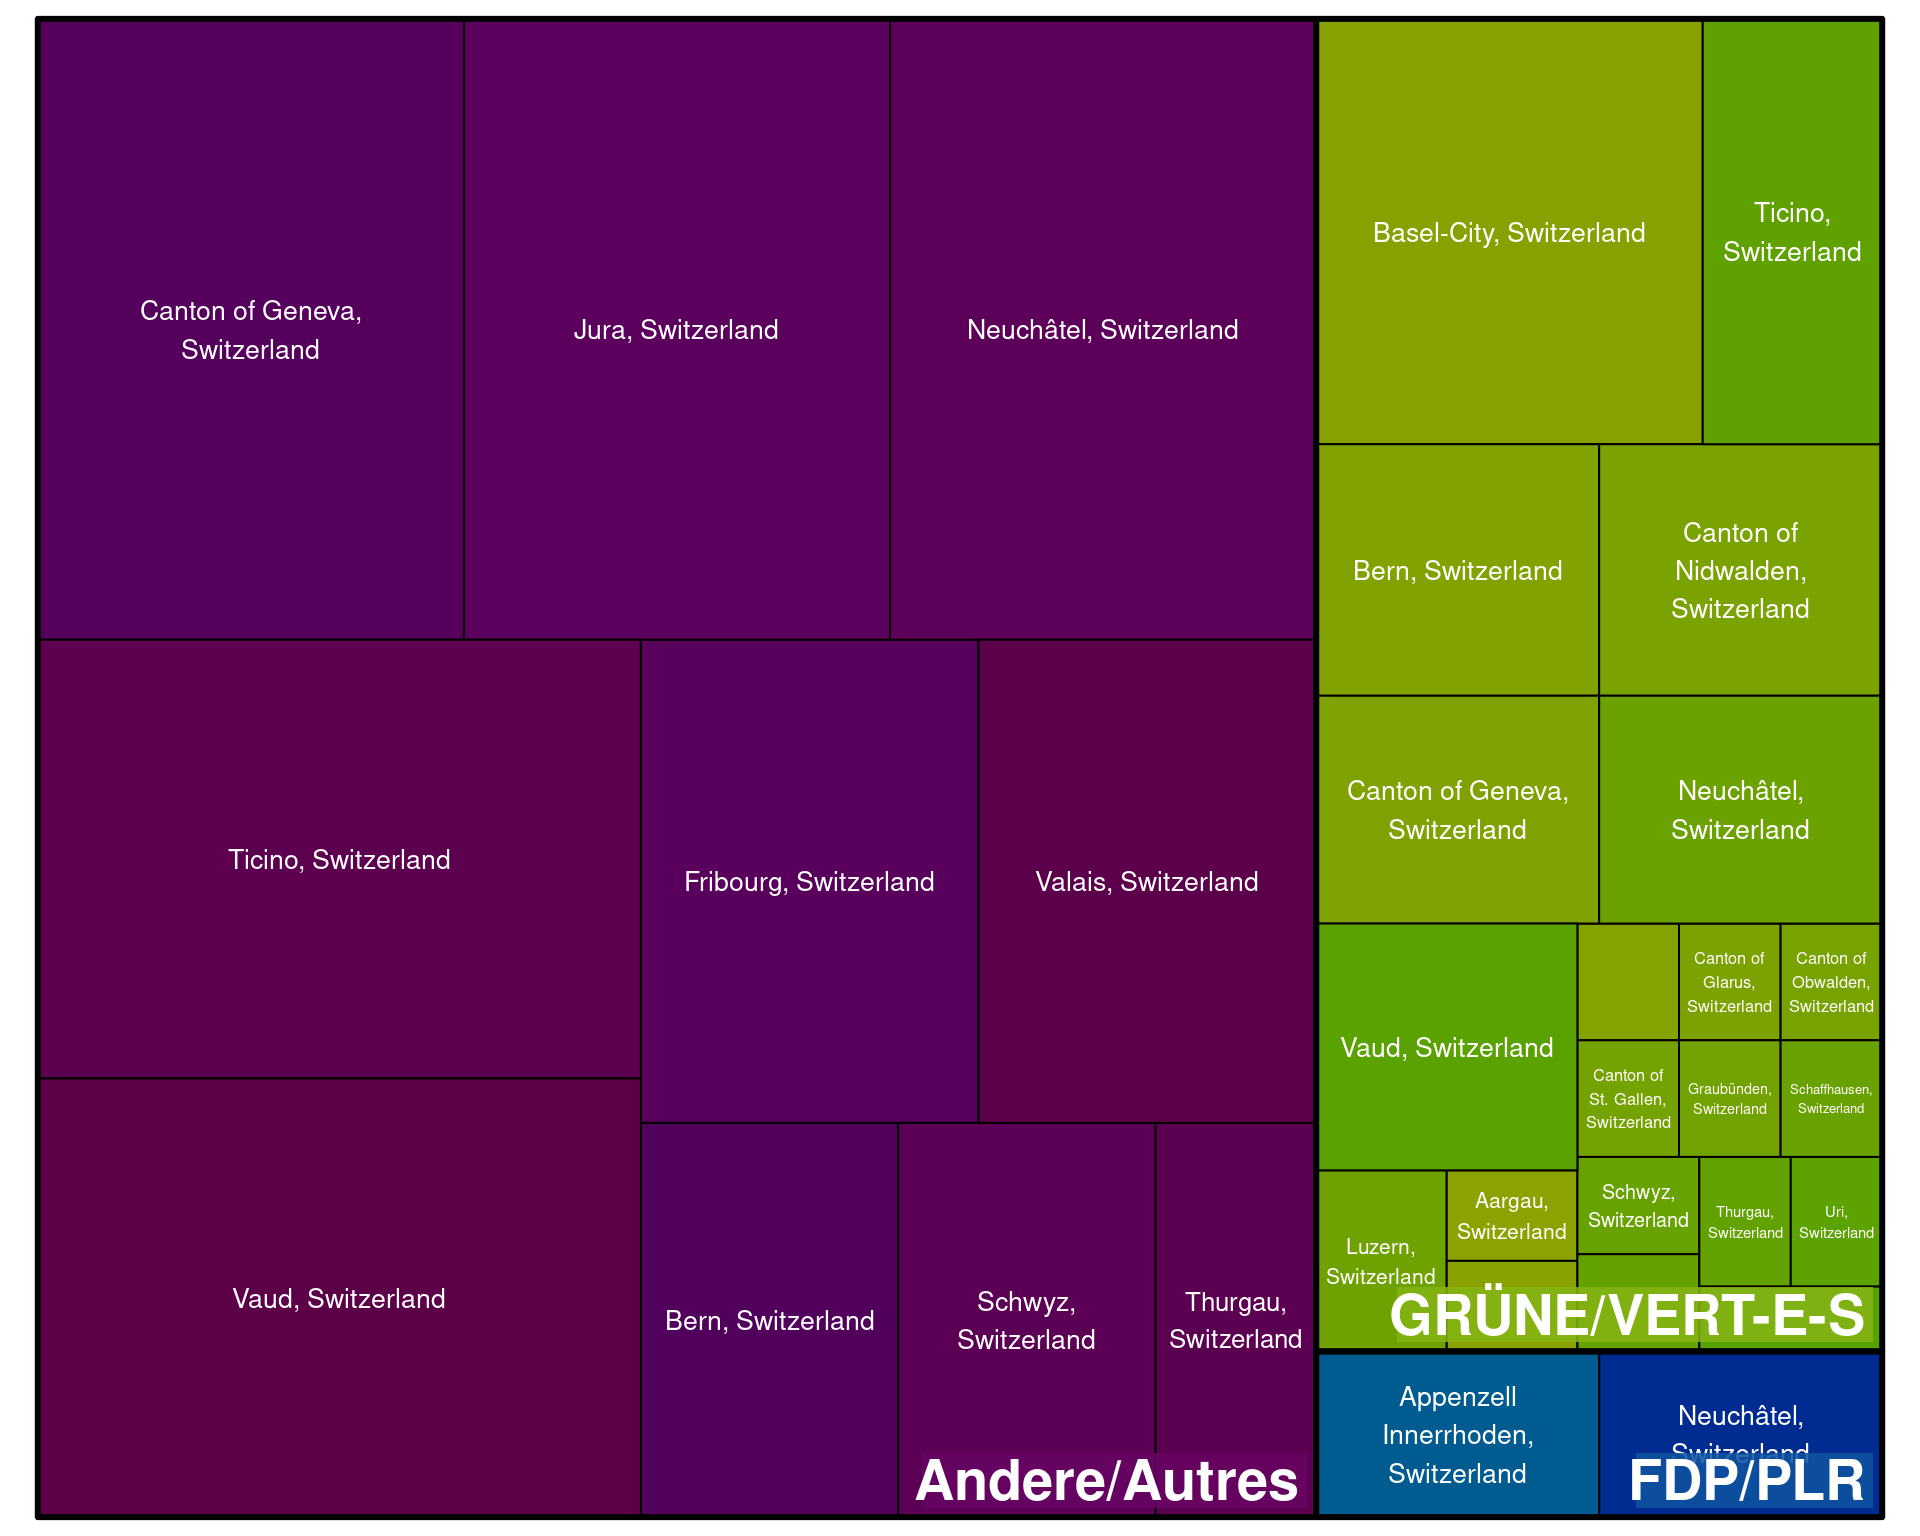 Canton of Geneva,
Switzerland
Jura, Switzerland
Neuchâtel, Switzerland
Ticino, Switzerland
Fribourg, Switzerland
Valais, Switzerland
Vaud, Switzerland
Bern, Switzerland
Schwyz,
Switzerland
Thurgau,
Switzerland
Andere/Autres
Basel-City, Switzerland
Ticino,
Switzerland
Bern, Switzerland
Canton of
Nidwalden,
Switzerland
Canton of Geneva,
Switzerland
Neuchâtel,
Switzerland
Vaud, Switzerland
Canton of
Glarus,
Switzerland
Canton of
Obwalden,
Switzerland
Canton of
St. Gallen,
Switzerland
Graubünden,
Switzerland
Schaffhausen,
Switzerland
Luzern,
Switzerland
Aargau,
Switzerland
Schwyz,
Switzerland
Thurgau,
Switzerland
Uri,
Switzerland
GRÜNE/VERT-E-S
Appenzell
Innerrhoden,
Switzerland
Neuchâtel,
Switzerland
FDP/PLR